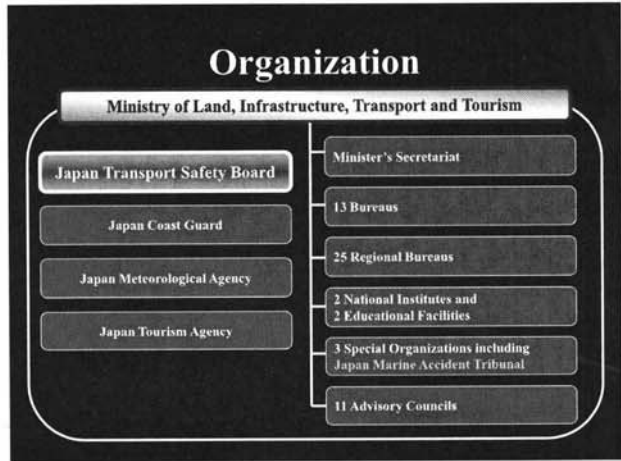 Organization
Ministry of Land, Infrastructure, Transport and Tourism
Japan Transport Safety Board
Japan Coast Guard
Japan Meteorological Agency
Japan Tourism Agency
Minister's Secretariat
13 Bureaus
25 Regional Bureaus
2 National Institutes and
2 Educational Facilities
3 Special Organizations including
Japan Marine Accident Tribunal
11 Advisory Councils